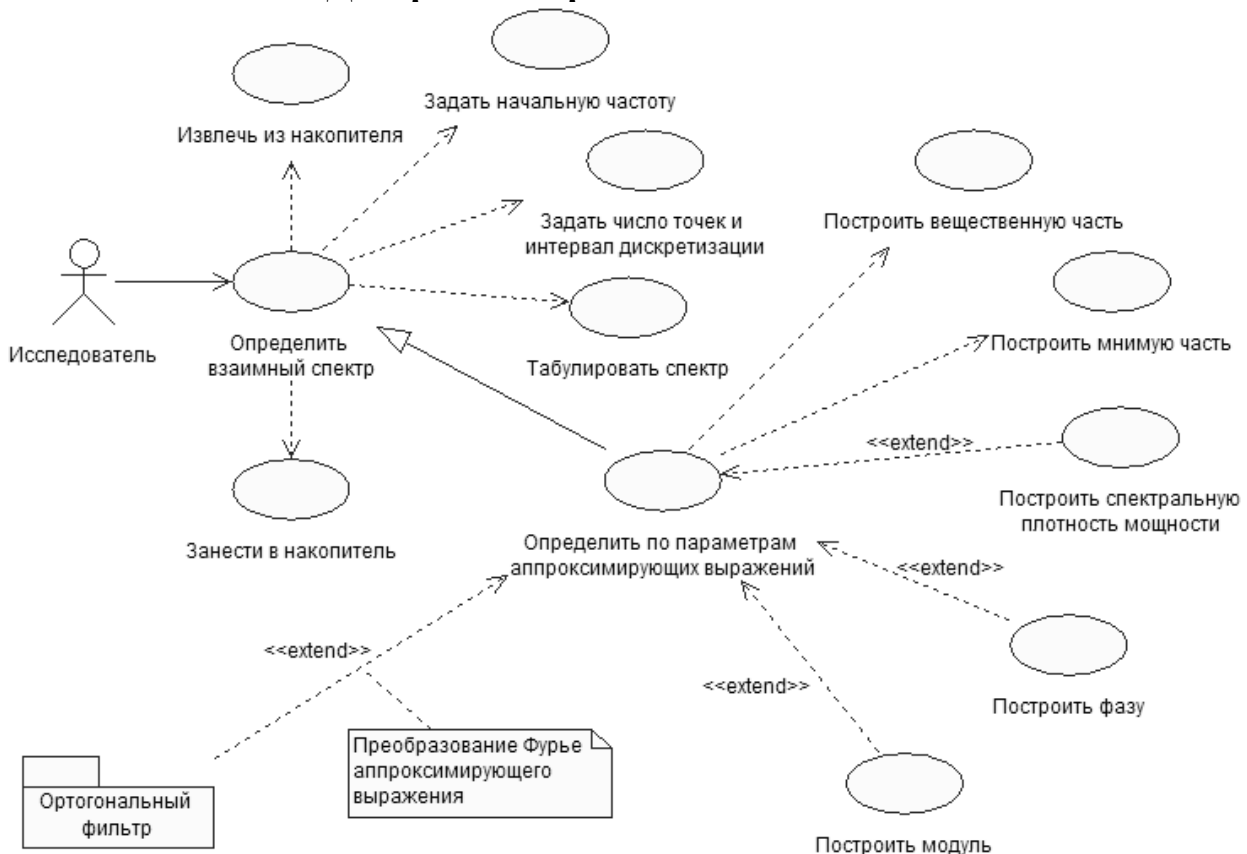 Задать начальную частоту
Извлечь из накопителя
Задать число точек и
интервал дискретизации
Построить вещественную часть
Исследователь
Определить
взаимный спектр
Табулировать спектр
Построить мнимую часть
<<extend>>
Построить спектральную
плотность мощности
Занести в накопитель
Определить по параметрам
аппроксимирующих выражений
<<extend>>
<<extend>>
<<extend>>
Построить фазу
Преобразование Фурье
аппроксимирующего
выражения
Ортогональный
фильтр
Построить модуль